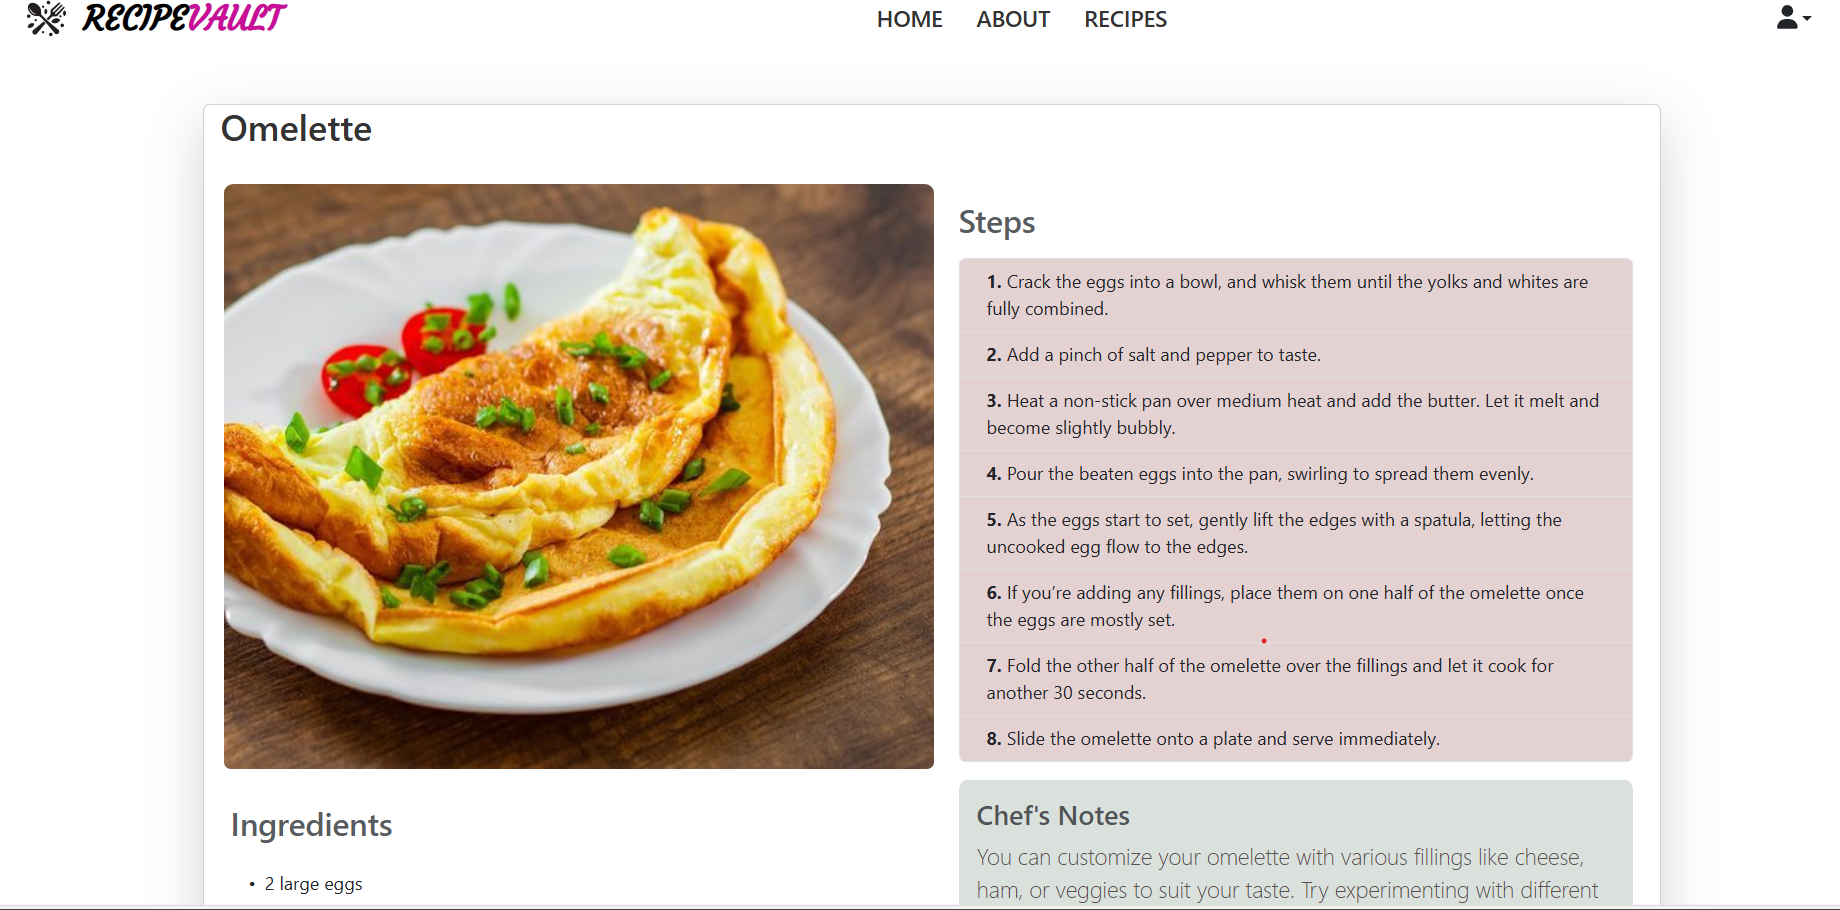 RECIPEVAULT
HOME ABOUT RECIPES
Omelette
Steps
1. Crack the eggs into a bowl, and whisk them until the yolks and whites are
fully combined.
2. Add a pinch of salt and pepper to taste.
3. Heat a non-stick pan over medium heat and add the butter. Let it melt and
become slightly bubbly.
4. Pour the beaten eggs into the pan, swirling to spread them evenly.
5. As the eggs start to set, gently lift the edges with a spatula, letting the
uncooked egg flow to the edges.
6. If you’re adding any fillings, place them on one half of the omelette once
the eggs are mostly set.
7. Fold the other half of the omelette over the fillings and let it cook for
another 30 seconds.
8. Slide the omelette onto a plate and serve immediately.
Chef's Notes
You can customize your omelette with various fillings like cheese,
ham, or veggies to suit your taste. Try experimenting with different
Ingredients
• 2 large eggs